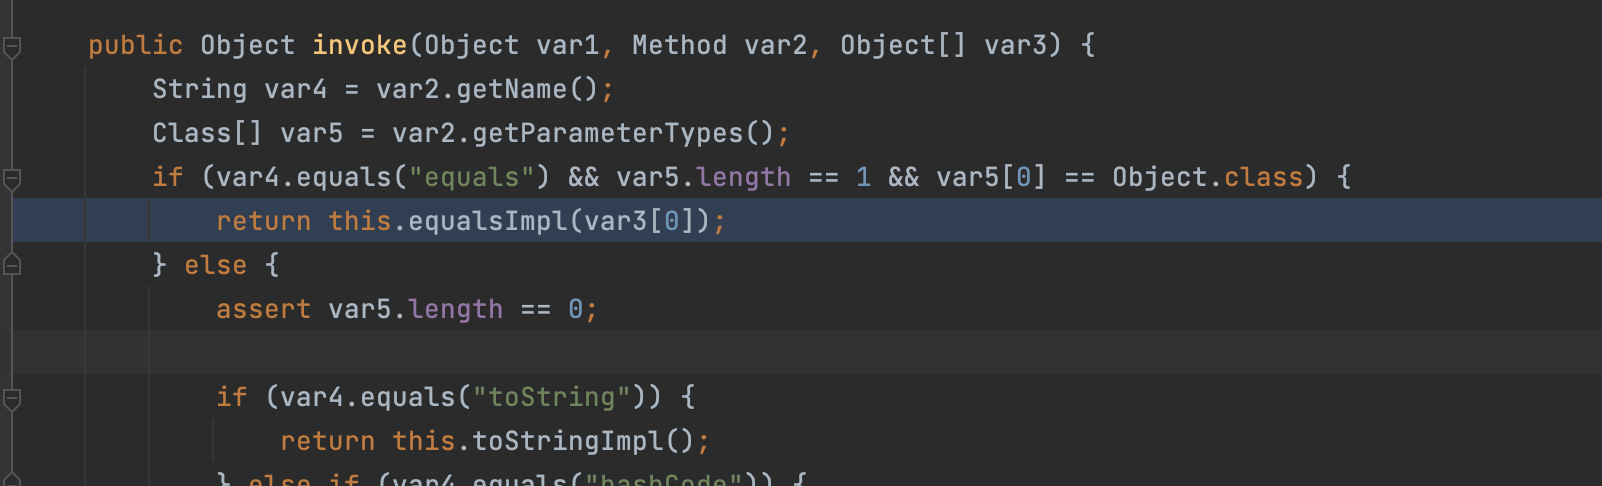 public Object invoke(Object var1, Method var2, Object[] var3) {
String var4 = var2.getName();
Class[] var5 = var2.getParameterTypes();
if (var4.equals("equals") && var5.length == 1 && var5[0] == Object.class) {
return this.equalsImpl(var3[0]);
} else {
assert var5.length == 0;
if (var4.equals("toString")) {
return this.toStringImpl();
} else if (var4.equals("hashCode")) {